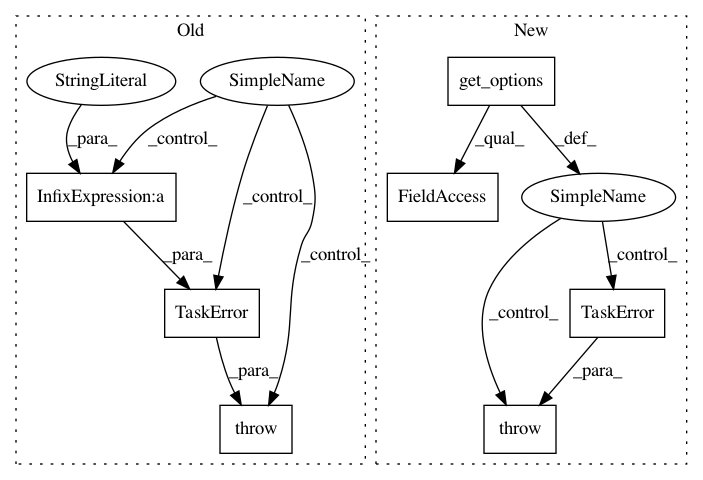 Old
New
StringLiteral
SimpleName
get_options
_para_
_control_
_qual_
_def_
InfixExpression:a
_control_
FieldAccess
SimpleName
_para_
_control_
_control_
TaskError
_control_
TaskError
_para_
_para_
throw
throw